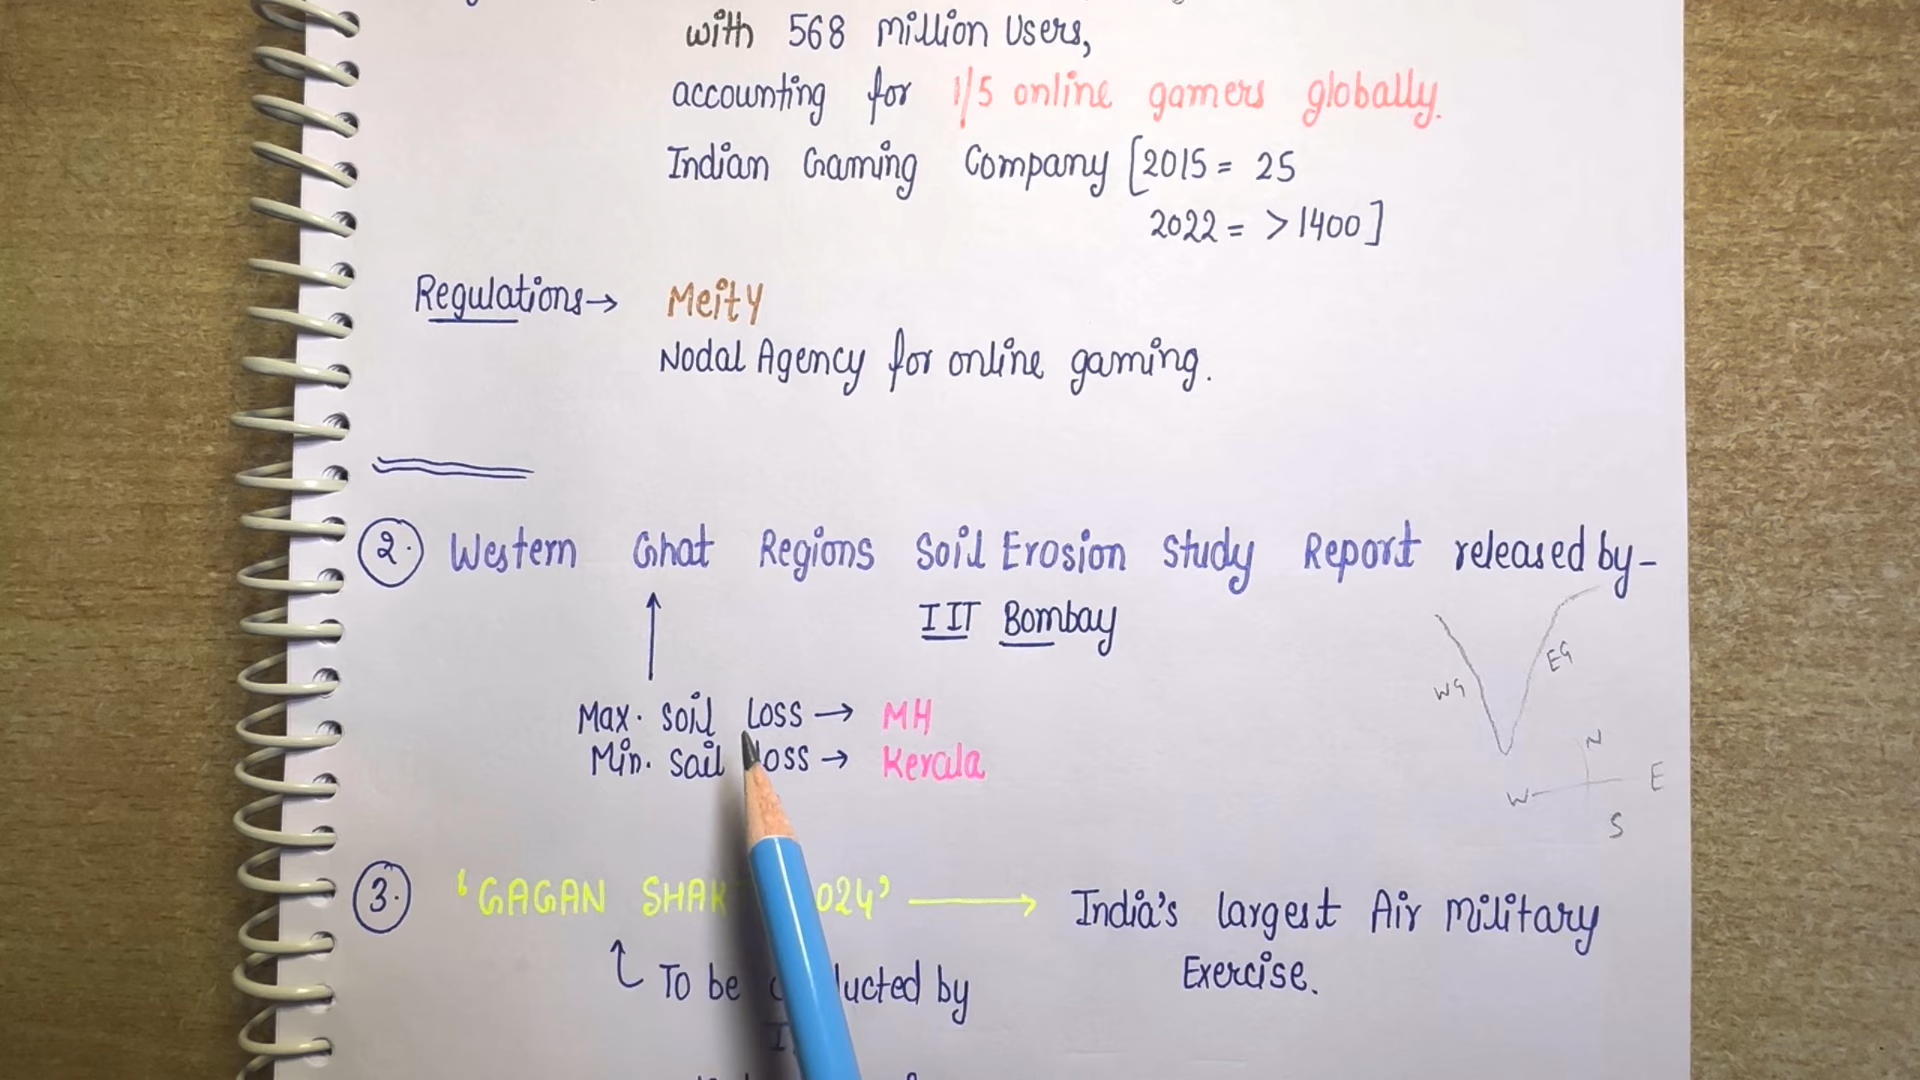 with 568 million Users,
accounting for 1/5 online gamers globally.
Indian Gaming Company [2015 = 25
2022 = >1400]
Regulations→ MeitY
Nodal Agency for online gaming.
2. Western Ghat Regions Soil Erosion Study Report released by-
IIT Bombay
WG EG
Max. soil Loss → MH
Min. Sail loss → Kerala
N
W E
S
3. 'GAGAN 024' → India's largest Air Military
Exercise.
To be by